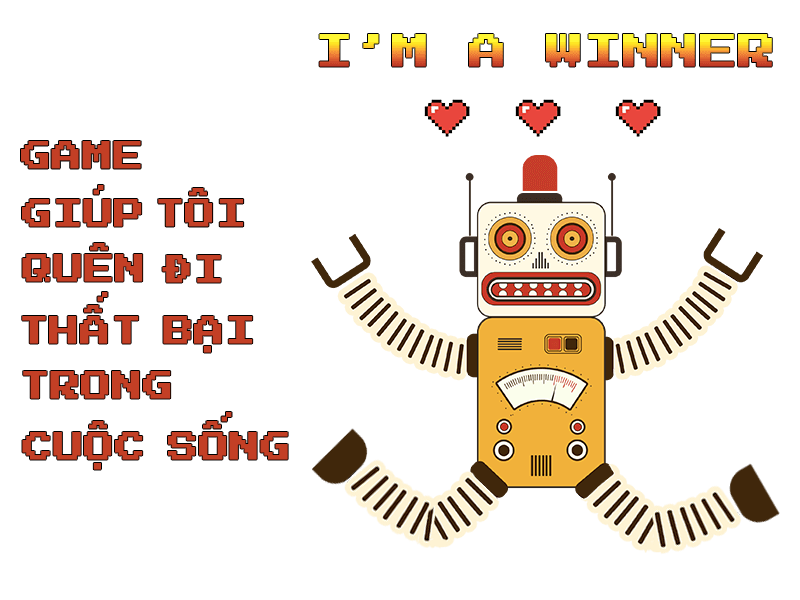 I'M A WINNER
GAME
GIÚP TÔI
QUÊN ĐI
THẤT BẠI
TRONG
CUỘC SỐNG